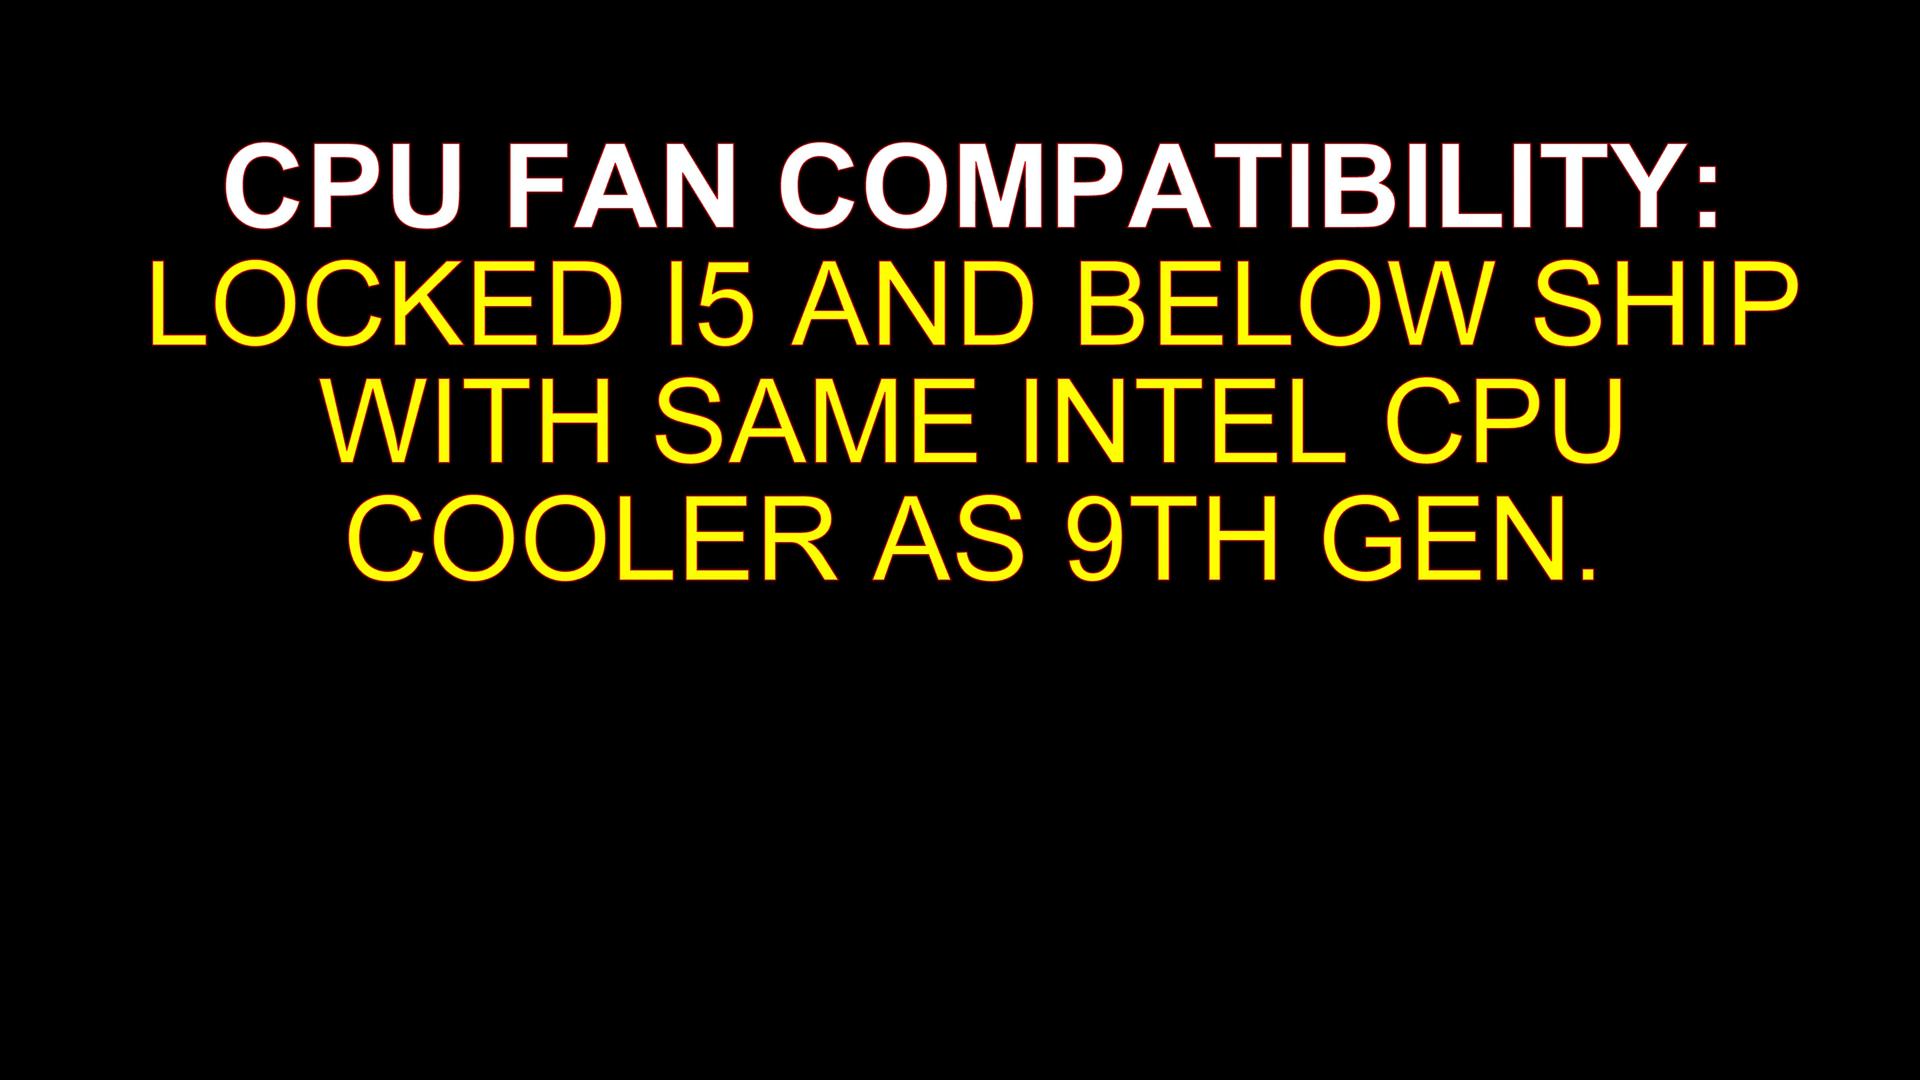 CPU FAN COMPATIBILITY:
LOCKED I5 AND BELOW SHIP
WITH SAME INTEL CPU
COOLER AS 9TH GEN.